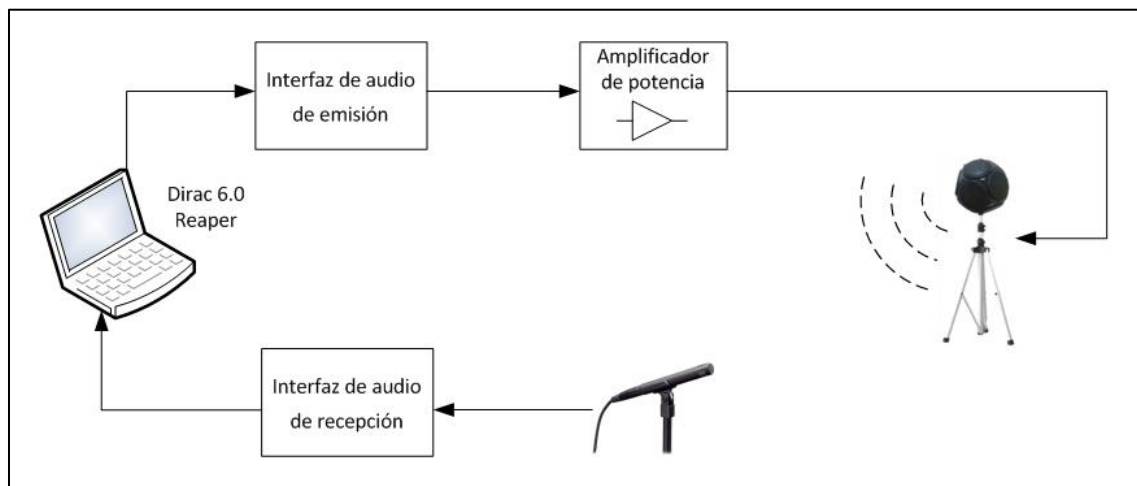 Interfaz de audio
de emisión
Amplificador
de potencia
Dirac 6.0
Reaper
Interfaz de audio
de recepción